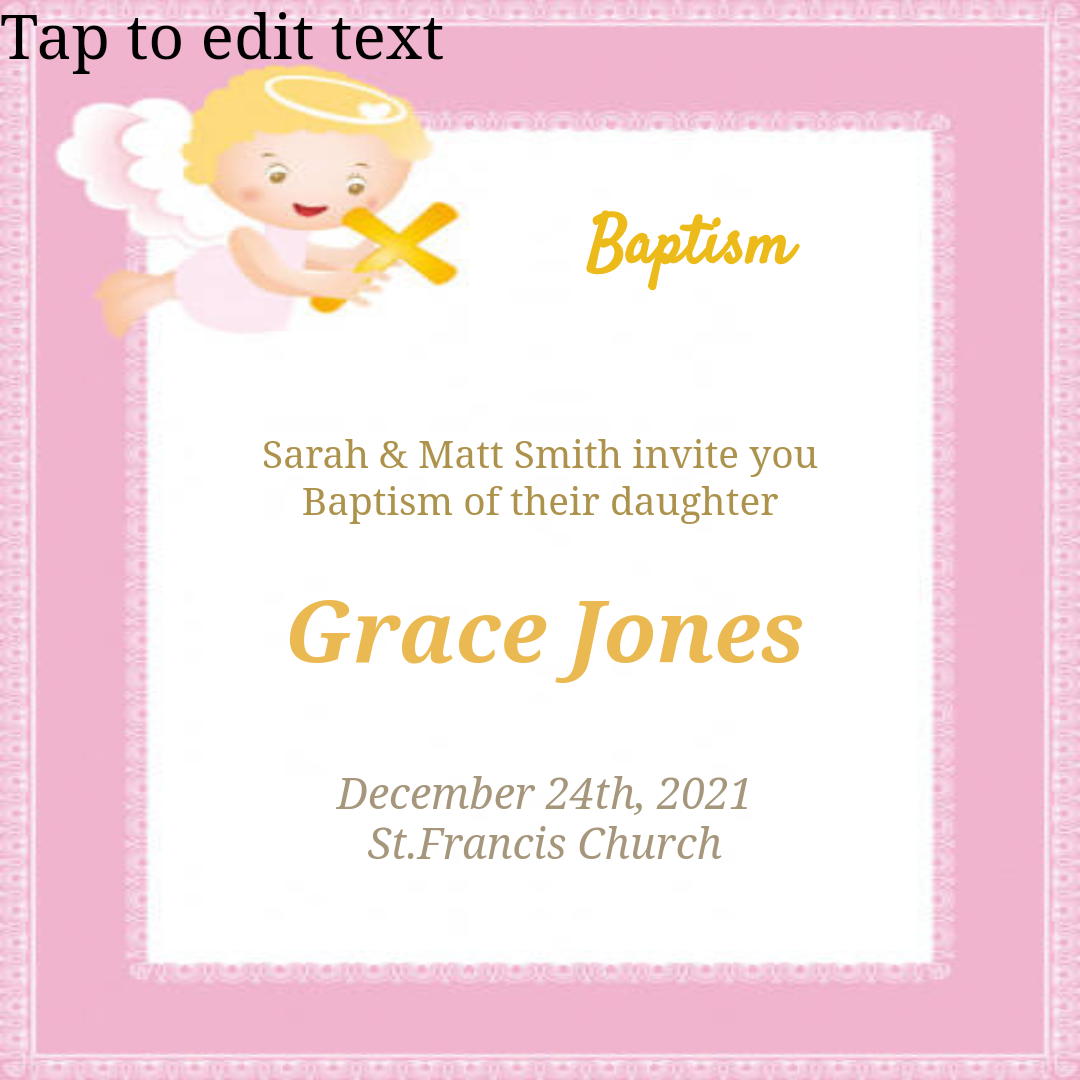 Tap to edit text
Baptism
Sarah & Matt Smith invite you
Baptism of their daughter
Grace Jones
December 24th, 2021
St.Francis Church